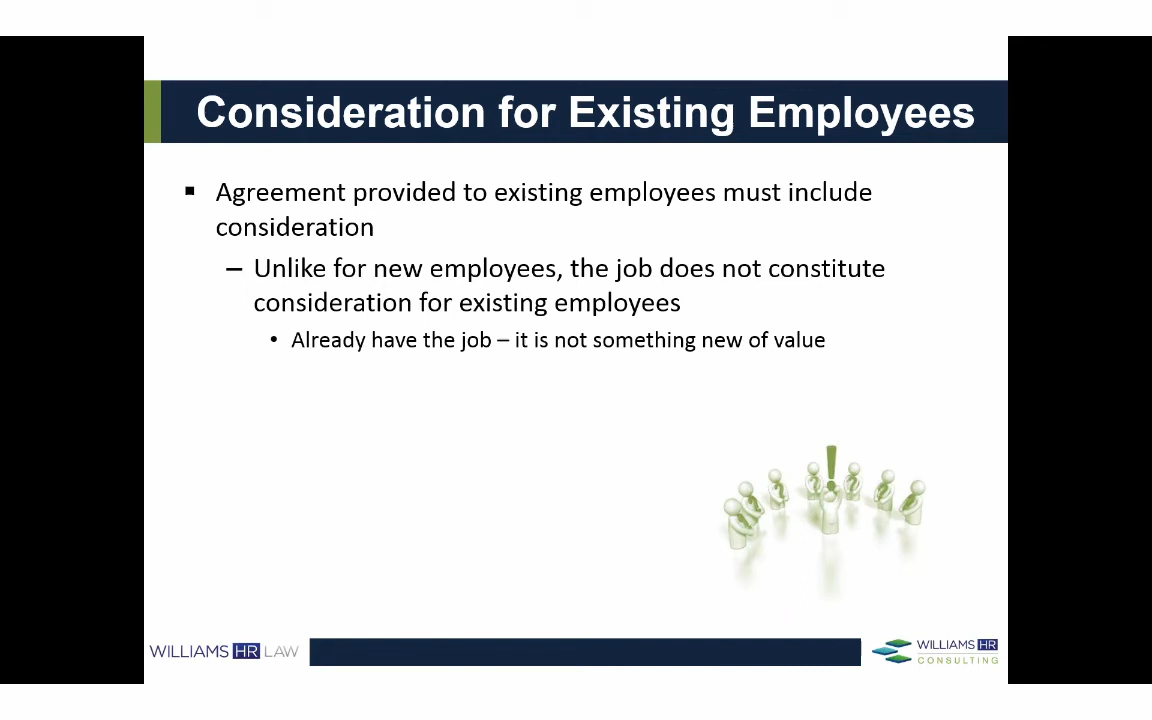 Consideration for Existing Employees
▪ Agreement provided to existing employees must include
consideration
– Unlike for new employees, the job does not constitute
consideration for existing employees
• Already have the job – it is not something new of value
WILLIAMS HR LAW
WILLIAMS HR
CONSULTING